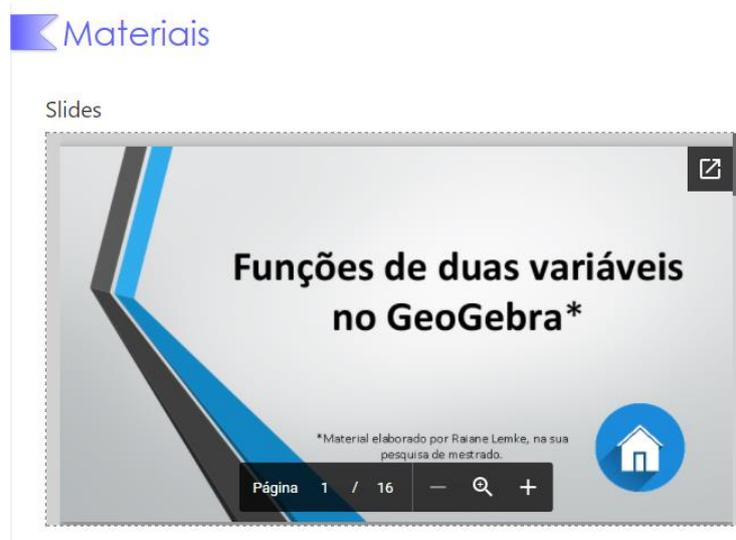 Materiais
Slides
Funções de duas variáveis
no GeoGebra*
*Material elaborado por Raiane Lemke, na sua
pesquisa de mestrado.
Página 1 / 16